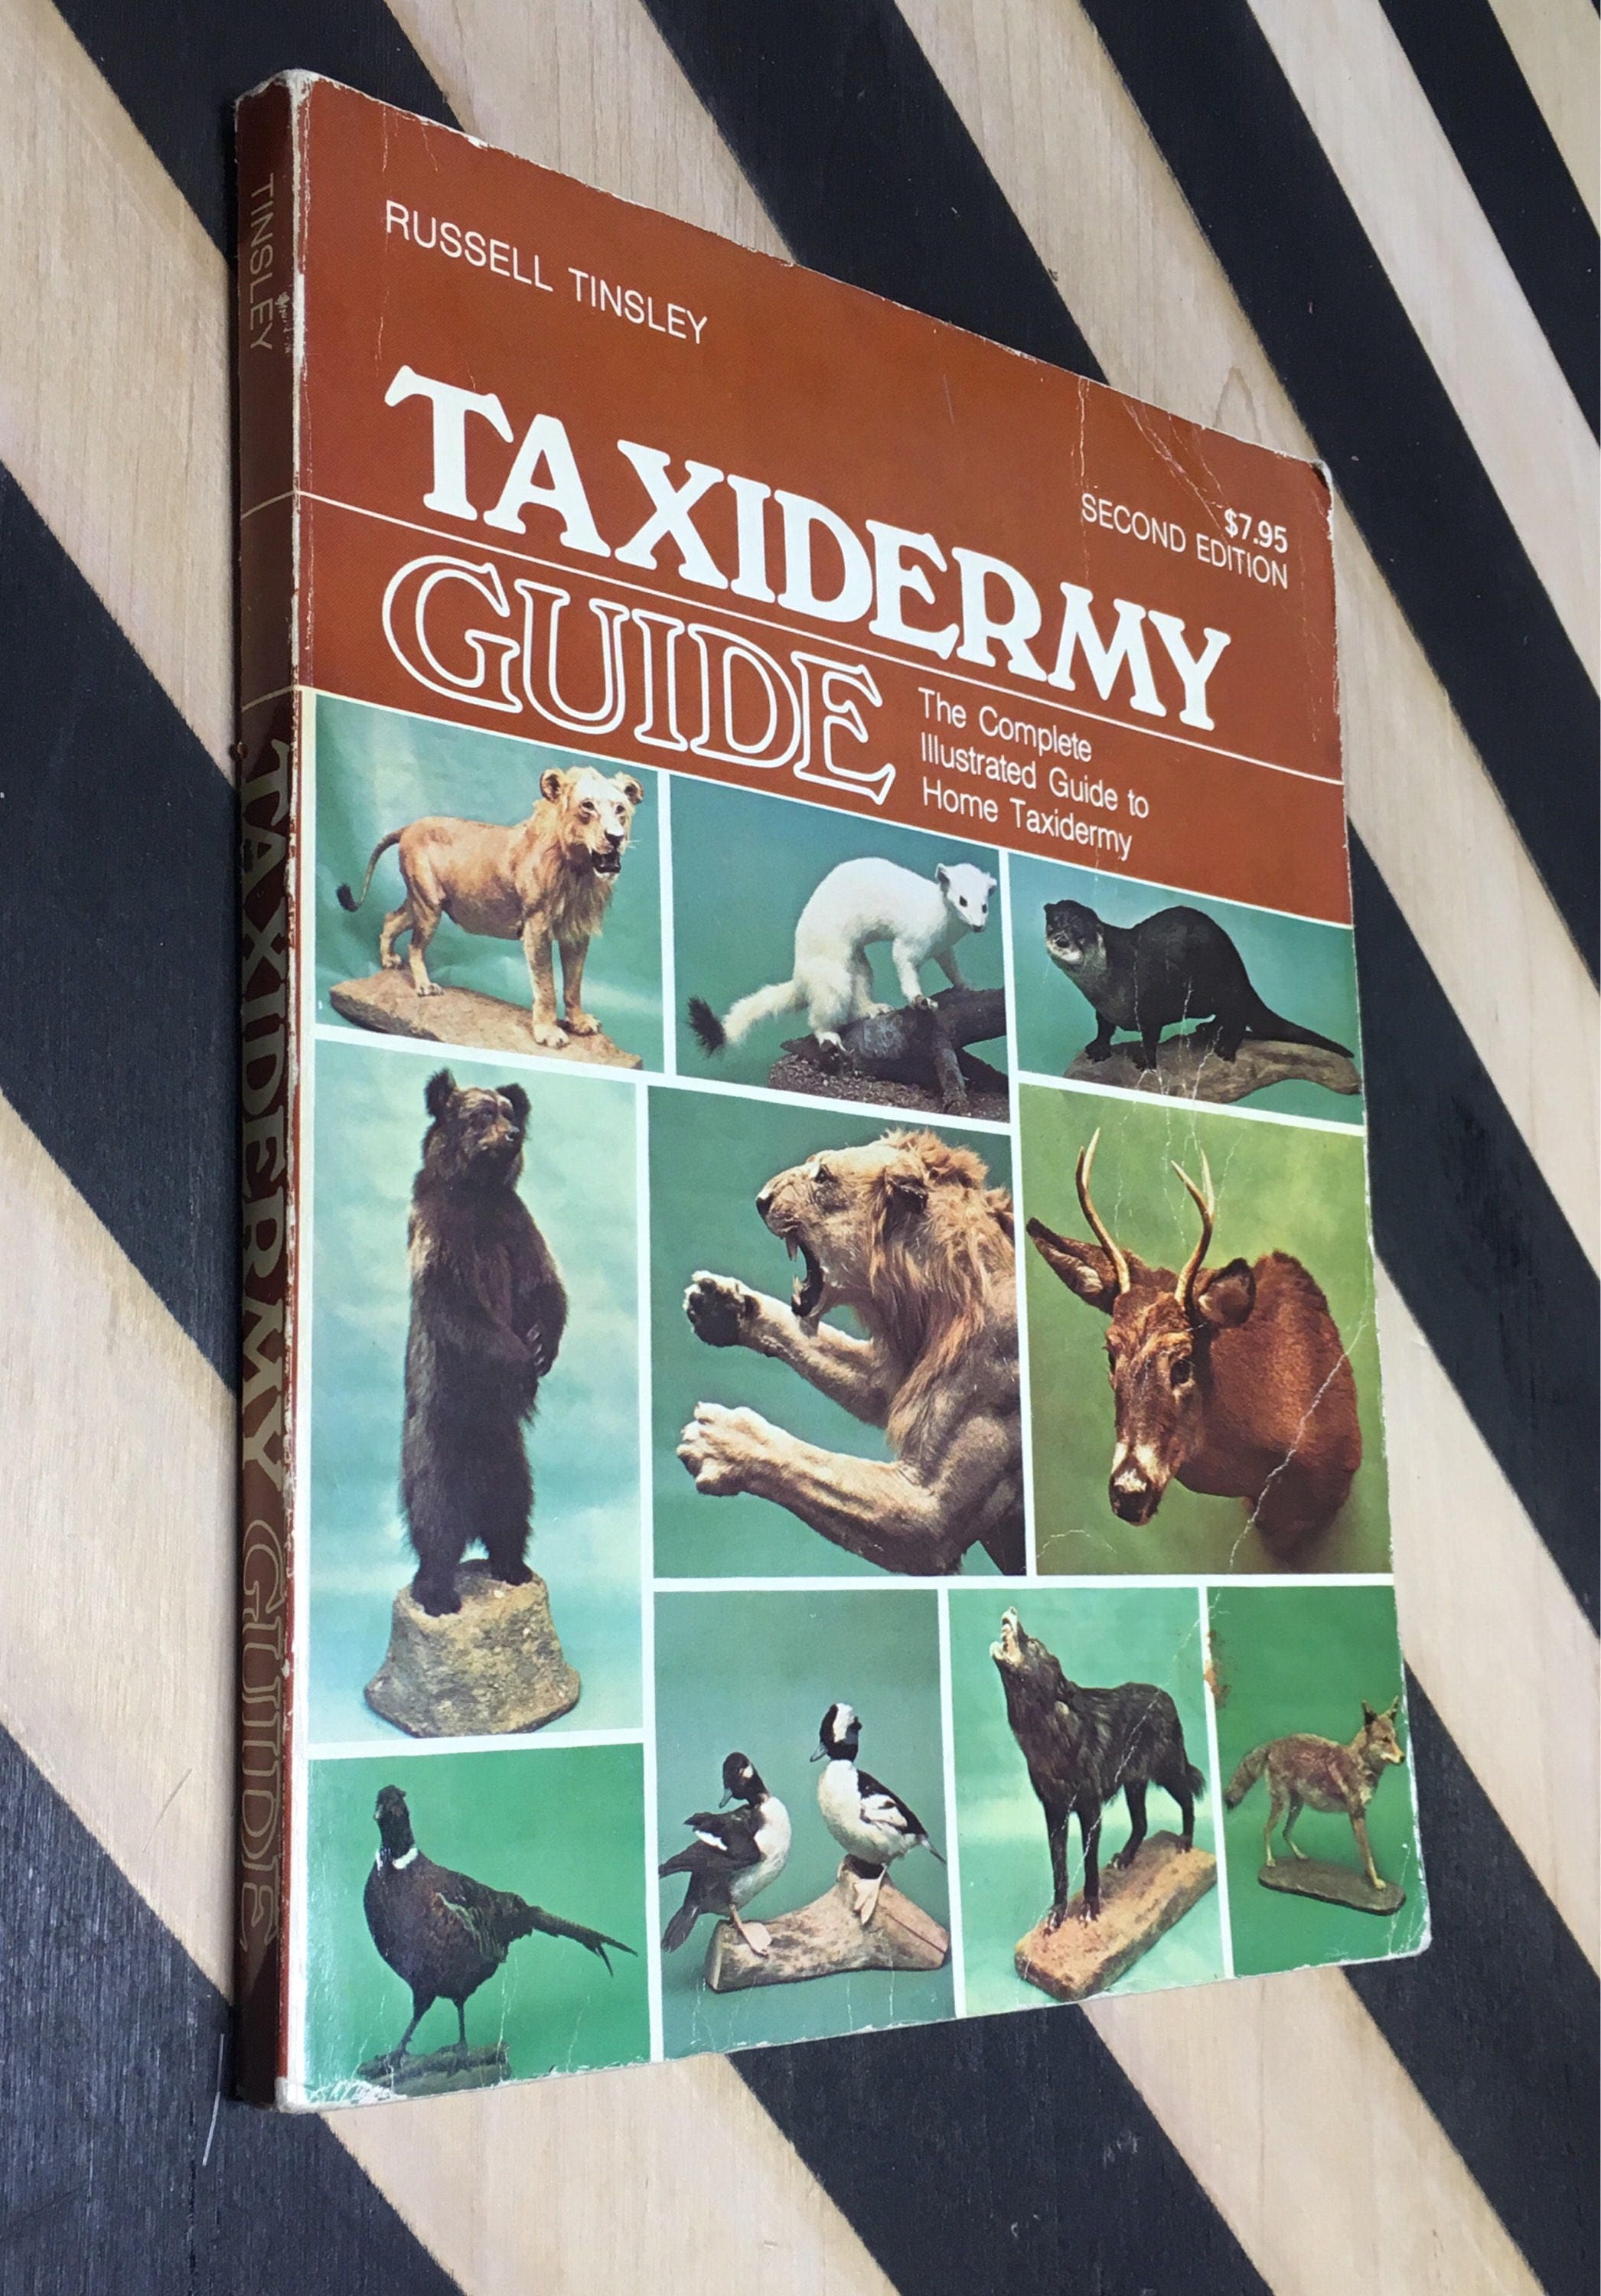 TINSLEY
TAXIDERMY GUIDE
RUSSELL TINSLEY
$7.95
SECOND EDITION
TAXIDERMY
GUIDE
The Complete
Illustrated Guide to
Home Taxidermy